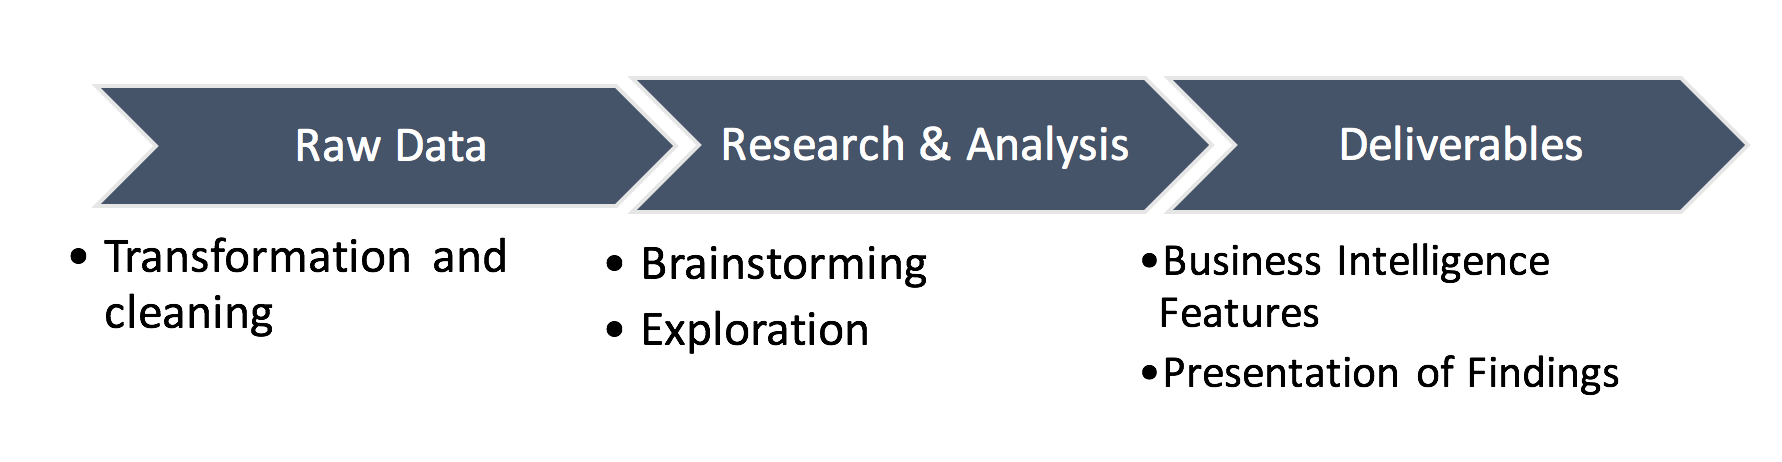 Raw Data
Research & Analysis
Deliverables
• Transformation and
cleaning
• Brainstorming
• Exploration
•Business Intelligence
Features
•Presentation of Findings